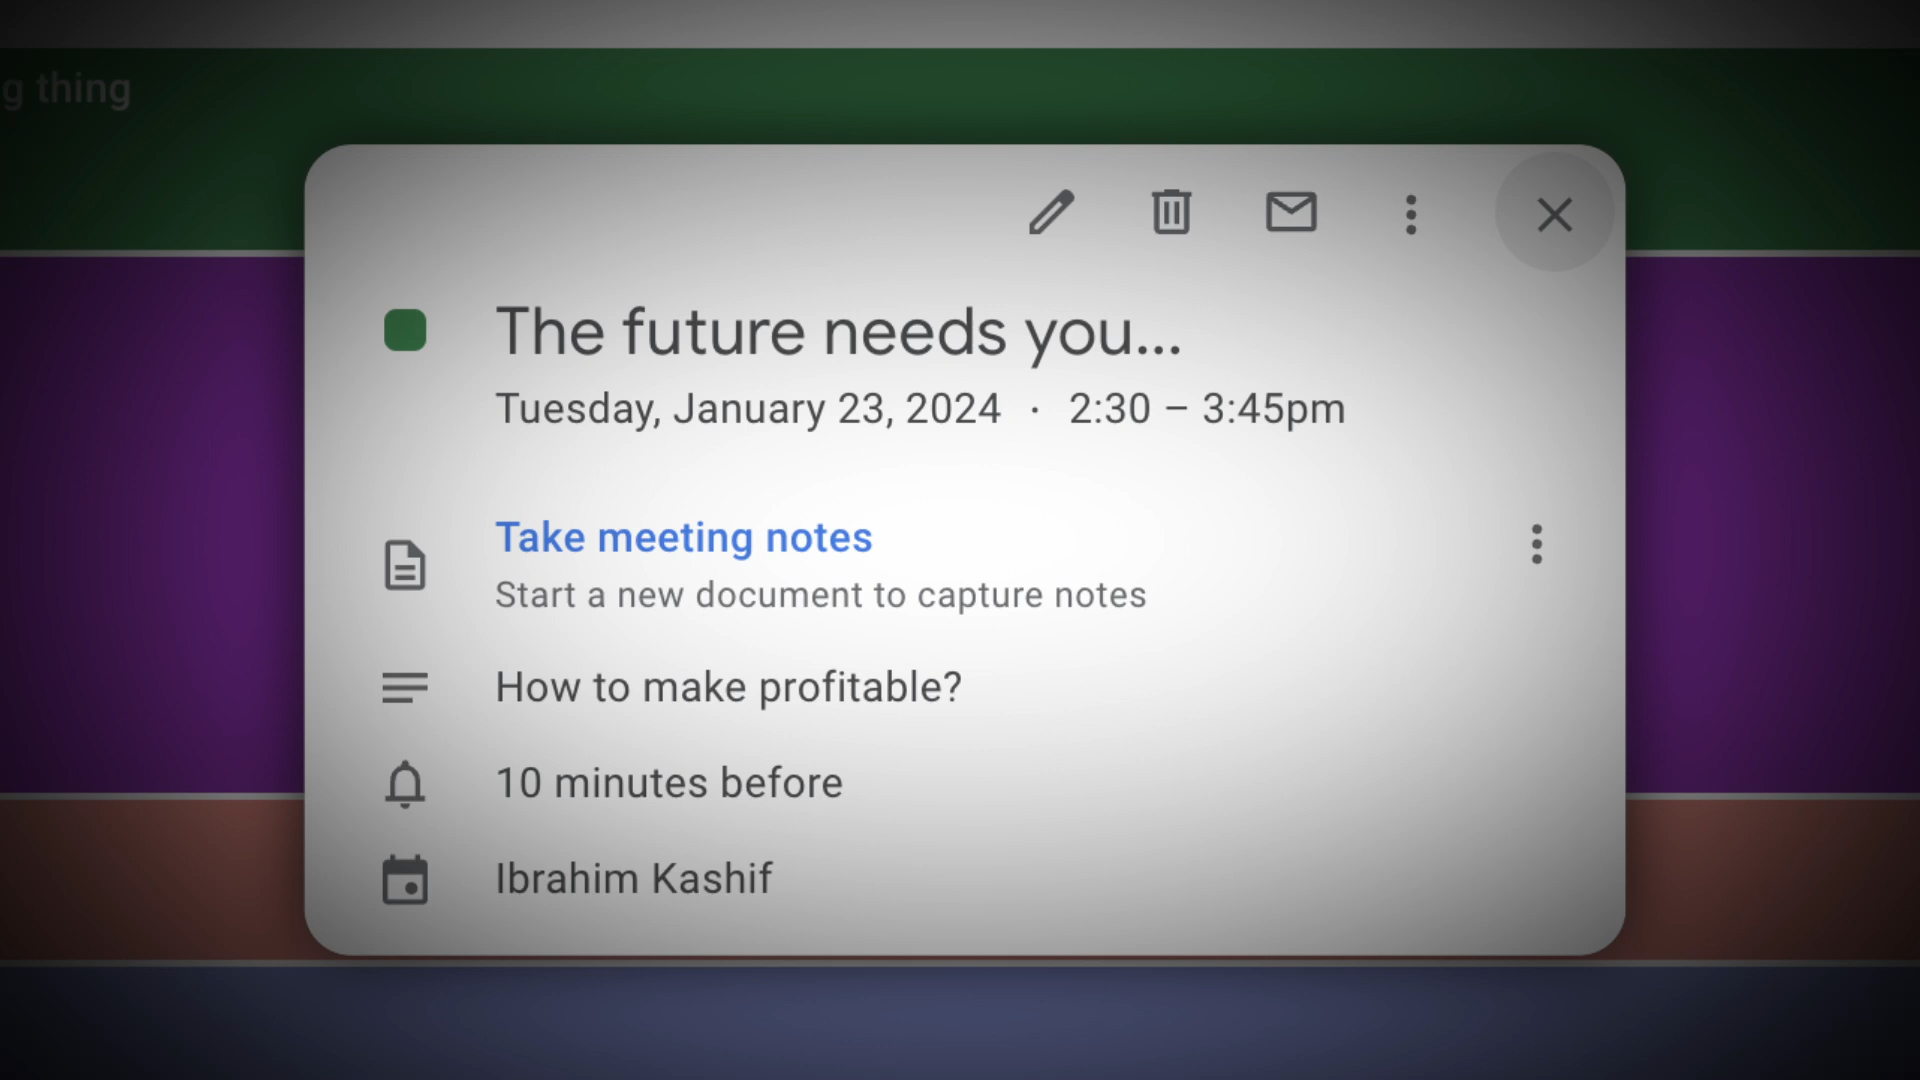 g thing
The future needs you...
Tuesday, January 23, 2024 · 2:30 – 3:45pm
Take meeting notes
Start a new document to capture notes
How to make profitable?
10 minutes before
Ibrahim Kashif